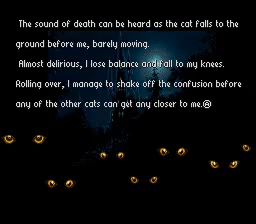 The sound of death can be heard as the cat falls to the
ground before me, barely moving.
Almost delirious, I lose balance and fall to my knees.
Rolling over, I manage to shake off the confusion before
any of the other cats can get any closer to me.